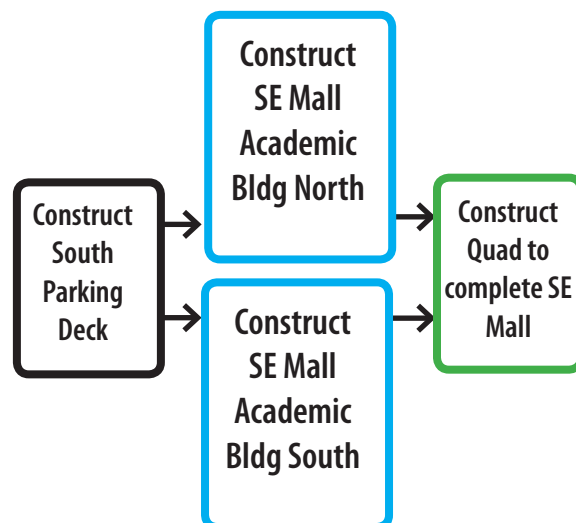 Construct
South
Parking
Deck
Construct
SE Mall
Academic
Bldg North
Construct
SE Mall
Academic
Bldg South
Construct
Quad to
complete SE
Mall